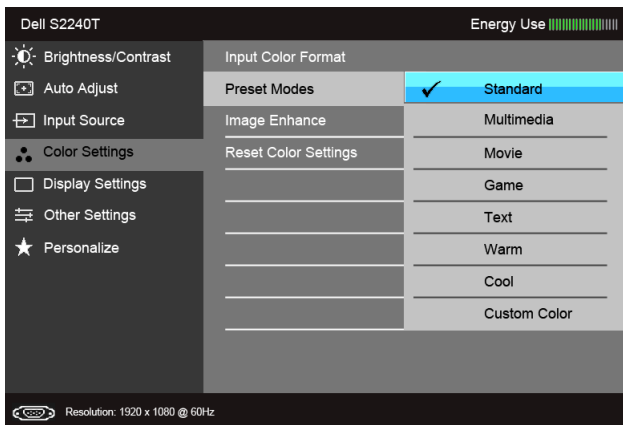 Dell S2240T
Energy Use
Brightness/Contrast
Auto Adjust
Input Source
Color Settings
Display Settings
Other Settings
Personalize
Input Color Format
Preset Modes
Image Enhance
Reset Color Settings
Standard
Multimedia
Movie
Game
Text
Warm
Cool
Custom Color
Resolution: 1920 x 1080 @ 60Hz